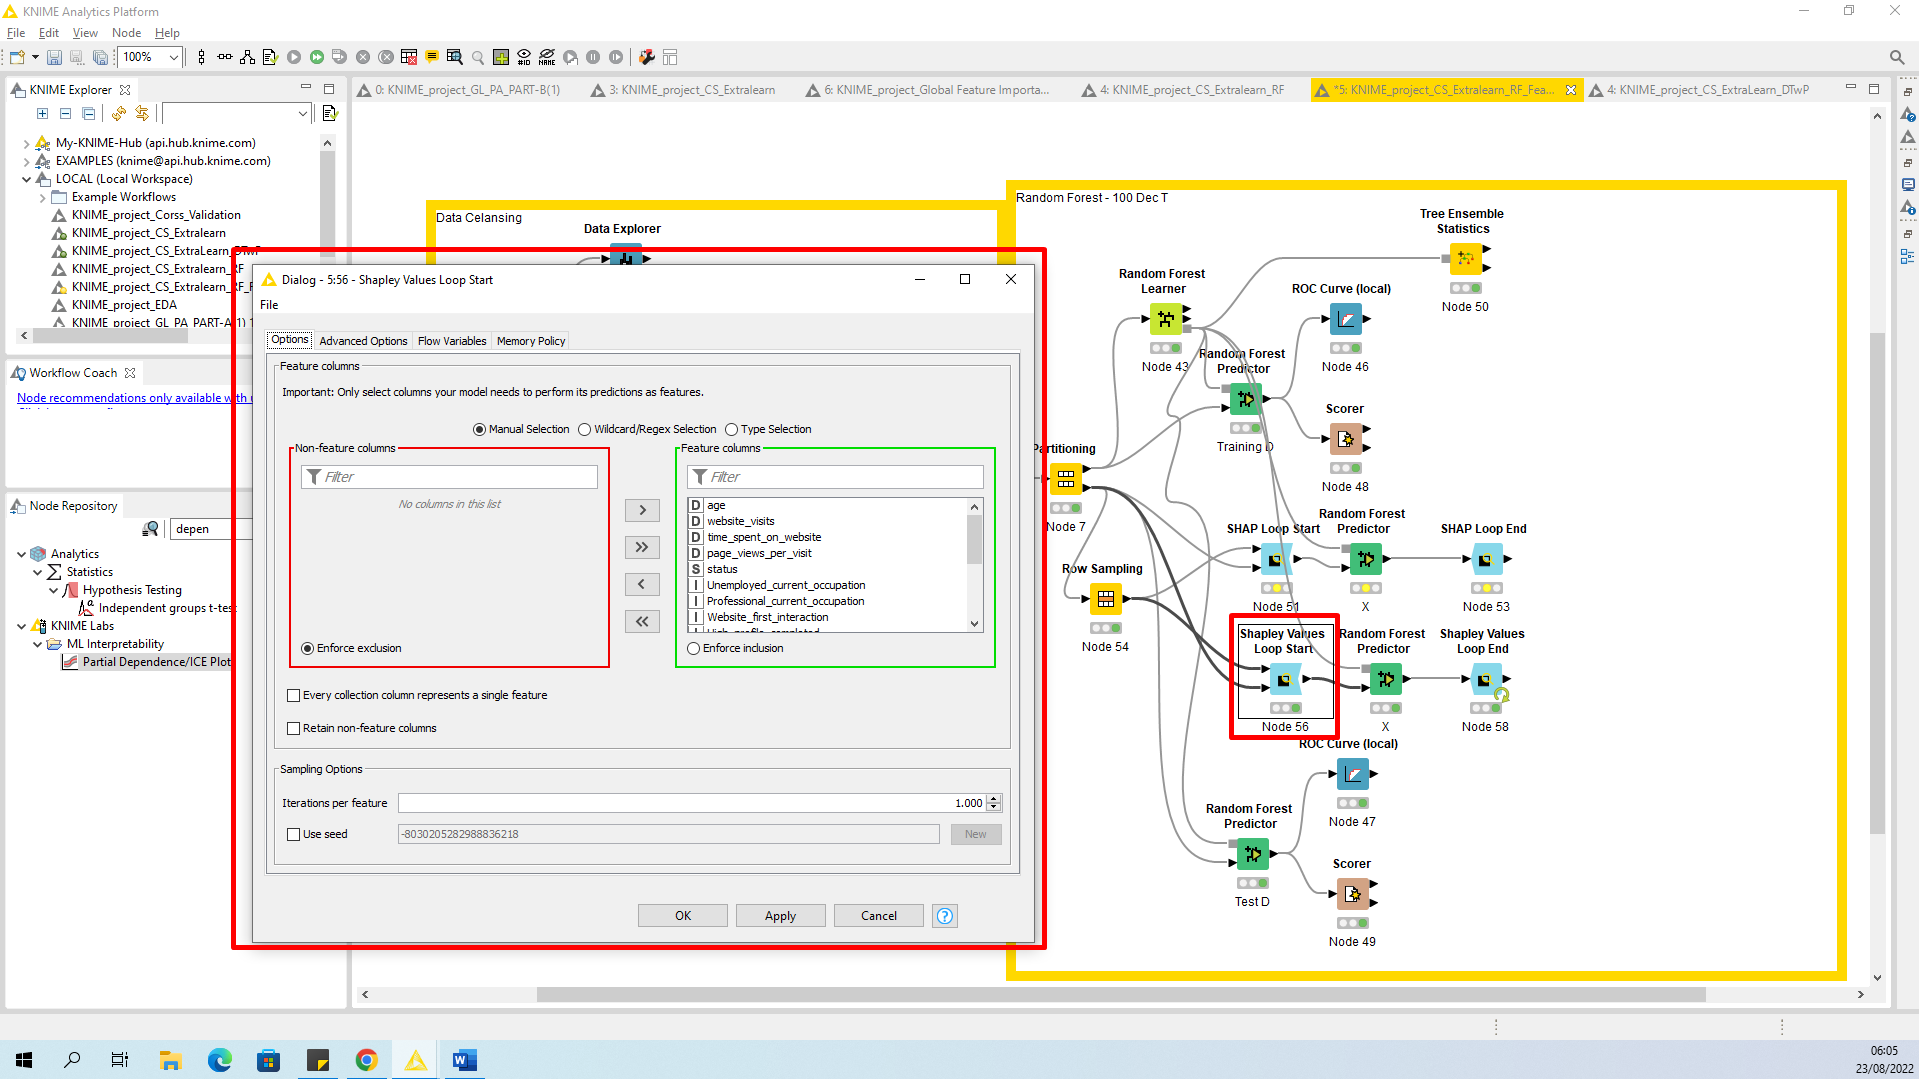 KNIME Analytics Platform
File Edit View Node Help
100%
#ID
NAME
KNIME Explorer
My-KNIME-Hub (api.hub.knime.com)
EXAMPLES (knime@api.hub.knime.com)
LOCAL (Local Workspace)
Example Workflows
KNIME_project_Corss_Validation
KNIME_project_CS_Extralearn
KNIME_project_CS_ExtraLearn_DTwP
KNIME_project_CS_Extralearn_RF
KNIME_project_CS_Extralearn_RF_F
KNIME_project_EDA
KNIME_project_GL_PA_PART-A(1) 1
Workflow Coach
Node recommendations only available with
Node Repository
depen
Analytics
Statistics
Hypothesis Testing
Independent groups t-test
KNIME Labs
ML Interpretability
Partial Dependence/ICE Plot
0: KNIME_project_GL_PA_PART-B(1)
3: KNIME_project_CS_Extralearn
6: KNIME_project_Global Feature Importa...
4: KNIME_project_CS_Extralearn_RF
*5: KNIME_project_CS_Extralearn_RF_Fea...
4: KNIME_project_CS_ExtraLearn_DTwP
Data Celansing
Data Explorer
Dialog - 5:56 - Shapley Values Loop Start
File
Options Advanced Options Flow Variables Memory Policy
Feature columns
Important: Only select columns your model needs to perform its predictions as features.
Manual Selection Wildcard/Regex Selection Type Selection
Non-feature columns
Filter
No columns in this list
Enforce exclusion
>
>>
<
<<
Feature columns
Filter
D age
D website_visits
D time_spent_on_website
D page_views_per_visit
S status
I Unemployed_current_occupation
I Professional_current_occupation
I Website_first_interaction
Enforce inclusion
Every collection column represents a single feature
Retain non-feature columns
Sampling Options
Iterations per feature 1.000
Use seed -8030205282988836218 New
OK Apply Cancel ?
Random Forest - 100 Dec T
Tree Ensemble
Statistics
Node 50
Random Forest
Learner
Node 43
ROC Curve (local)
Node 46
Random Forest
Predictor
Training D
Scorer
Node 48
Partitioning
Node 7
Row Sampling
Node 54
SHAP Loop Start
Node 51
Random Forest
Predictor
X
SHAP Loop End
Node 53
Shapley Values
Loop Start
Node 56
Random Forest
Predictor
X
Shapley Values
Loop End
Node 58
ROC Curve (local)
Node 47
Random Forest
Predictor
Test D
Scorer
Node 49
06:05
23/08/2022